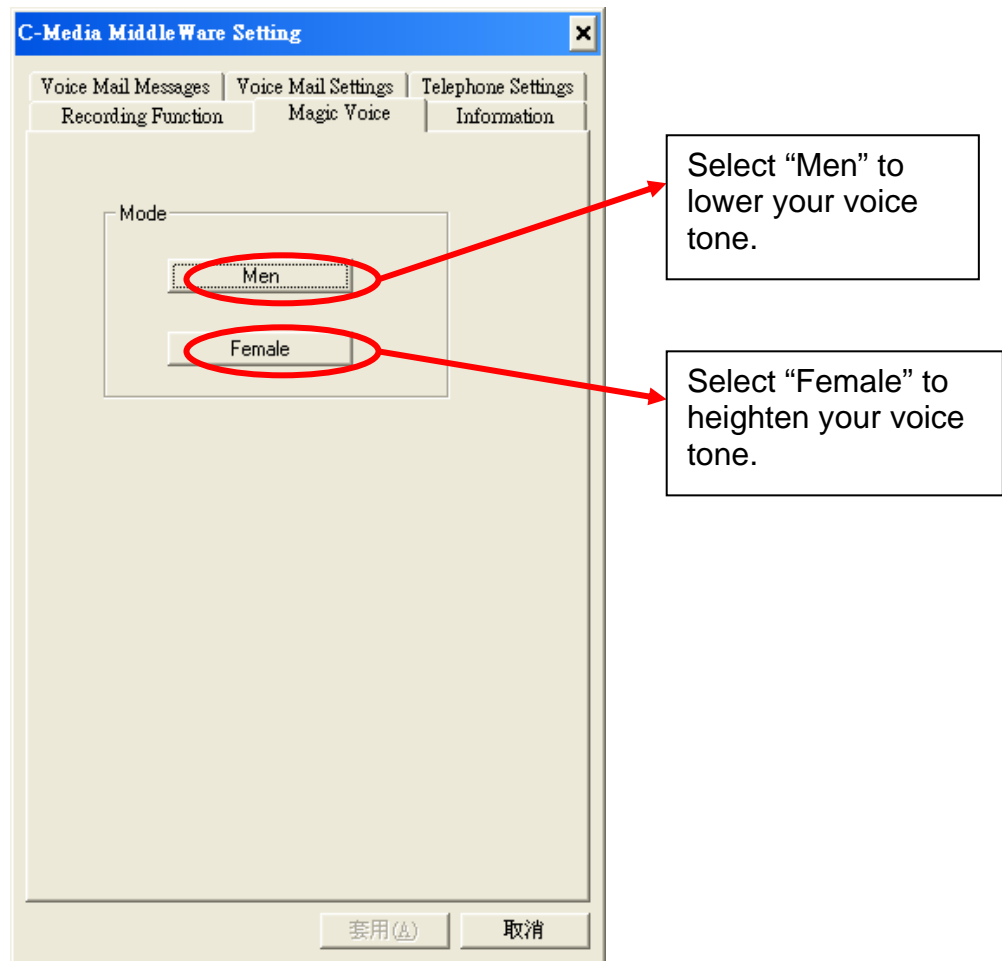 C-Media MiddleWare Setting
Voice Mail Messages Voice Mail Settings Telephone Settings
Recording Function Magic Voice Information
Mode
Men
Female
Select “Men” to
lower your voice
tone.
Select “Female” to
heighten your voice
tone.
套用(A) 取消